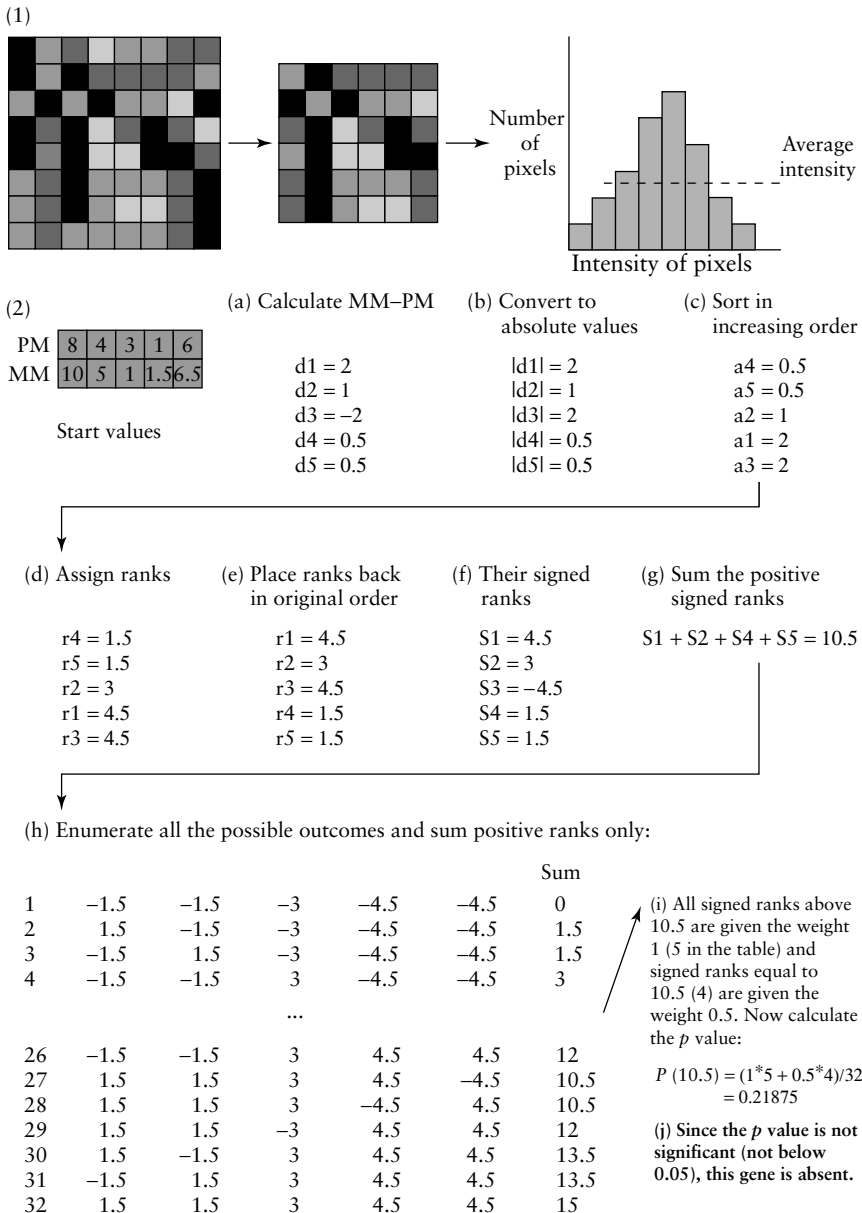 (1)
Number
of
pixels
Average
intensity
Intensity of pixels
(2)
PM 8 4 3 1 6
MM 10 5 1 1.5 6.5
Start values
(a) Calculate MM–PM
d1 = 2
d2 = 1
d3 = −2
d4 = 0.5
d5 = 0.5
(b) Convert to
absolute values
|d1| = 2
|d2| = 1
|d3| = 2
|d4| = 0.5
|d5| = 0.5
(c) Sort in
increasing order
a4 = 0.5
a5 = 0.5
a2 = 1
a1 = 2
a3 = 2
(d) Assign ranks
r4 = 1.5
r5 = 1.5
r2 = 3
r1 = 4.5
r3 = 4.5
(e) Place ranks back
in original order
r1 = 4.5
r2 = 3
r3 = 4.5
r4 = 1.5
r5 = 1.5
(f) Their signed
ranks
S1 = 4.5
S2 = 3
S3 = −4.5
S4 = 1.5
S5 = 1.5
(g) Sum the positive
signed ranks
S1 + S2 + S4 + S5 = 10.5
(h) Enumerate all the possible outcomes and sum positive ranks only:
Sum
1 −1.5 −1.5 −3 −4.5 −4.5 0
2 1.5 −1.5 −3 −4.5 −4.5 1.5
3 −1.5 1.5 −3 −4.5 −4.5 1.5
4 −1.5 −1.5 3 −4.5 −4.5 3
...
26 −1.5 −1.5 3 4.5 4.5 12
27 1.5 1.5 3 4.5 −4.5 10.5
28 1.5 1.5 3 −4.5 4.5 10.5
29 1.5 1.5 −3 4.5 4.5 12
30 1.5 −1.5 3 4.5 4.5 13.5
31 −1.5 1.5 3 4.5 4.5 13.5
32 1.5 1.5 3 4.5 4.5 15
(i) All signed ranks above
10.5 are given the weight
1 (5 in the table) and
signed ranks equal to
10.5 (4) are given the
weight 0.5. Now calculate
the p value:
P (10.5) = (1*5 + 0.5*4)/32
= 0.21875
(j) Since the p value is not
significant (not below
0.05), this gene is absent.